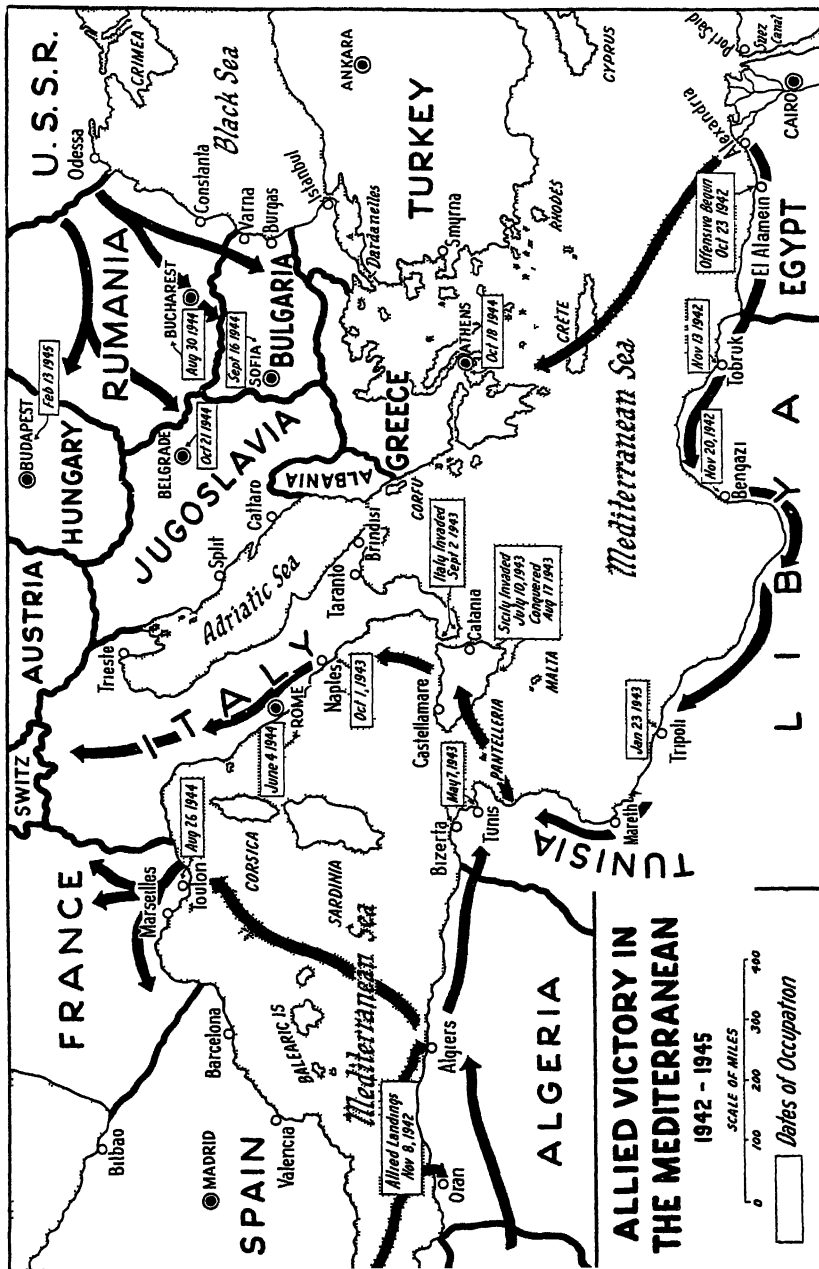 U.S.S.R.
Odessa
CRIMEA
Black Sea
Constanta
Varna
Burgas
Istanbul
Dardanelles
ANKARA
TURKEY
Smyrna
RHODES
CYPRUS
RUMANIA
BUCHAREST
Aug 30 1944
Sept 16 1944
SOFIA
BULGARIA
BUDAPEST
Feb 13 1945
HUNGARY
BELGRADE
Oct 21 1944
JUGOSLAVIA
ALBANIA
GREECE
ATHENS
Oct 18 1944
CRÈTE
CORFU
AUSTRIA
SWITZ
Trieste
Split
Cattaro
Adriatic Sea
Brindisi
Taranto
ITALY
ROME
June 4 1944
Naples
Oct 1, 1943
Italy Invaded
Sept 2 1943
Catania
Sicily Invaded
July 10, 1943
Conquered
Aug 17 1943
Castellamare
PANTELLERIA
MALTA
Mediterranean Sea
FRANCE
Marseilles
Toulon
Aug 26 1944
CORSICA
SARDINIA
Mediterranean Sea
Bilbao
Barcelona
BALEARIC IS
MADRID
SPAIN
Valencia
Allied Landings
Nov 8, 1942
Oran
Algiers
ALGERIA
Bizerta
May 7, 1943
Tunis
TUNISIA
Mareth
Jan 23 1943
Tripoli
LIBYA
Nov 20, 1942
Bengazi
Nov 13 1942
Tobruk
Offensive Begun
Oct 23 1942
El Alamein
EGYPT
Alexandria
CAIRO
Port Said
Suez
Canal
ALLIED VICTORY IN
THE MEDITERRANEAN
1942 - 1945
SCALE OF MILES
0 100 200 300 400
Dates of Occupation